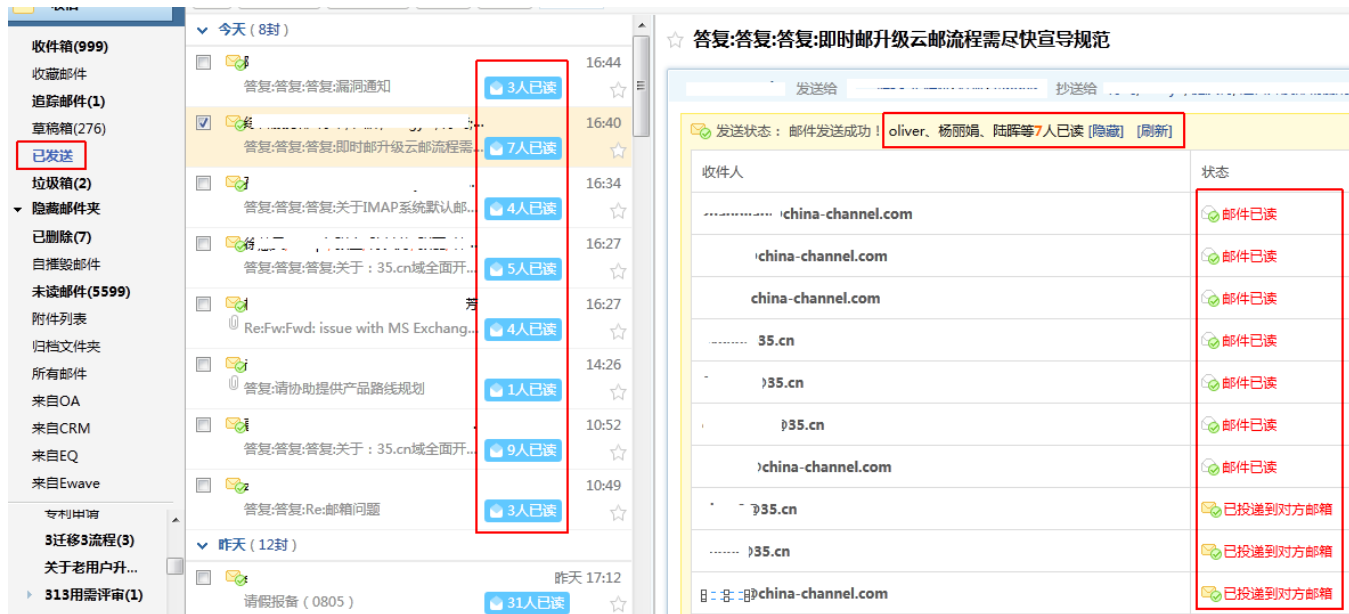 收件箱(999)
收藏邮件
追踪邮件(1)
草稿箱(276)
已发送
垃圾箱(2)
隐藏邮件夹
已删除(7)
自摧毁邮件
未读邮件(5599)
附件列表
归档文件夹
所有邮件
来自OA
来自CRM
来自EQ
来自Ewave
专利申请
3迁移3流程(3)
关于老用户升...
313用需评审(1)
今天 ( 8封 )
16:44
答复:答复:答复:漏洞通知
3人已读
16:40
答复:答复:答复:即时邮升级云邮流程需...
7人已读
16:34
答复:答复:答复:关于IMAP系统默认邮...
4人已读
16:27
答复:答复:答复:关于：35.cn域全面开...
5人已读
芳
16:27
Re:Fw:Fwd: issue with MS Exchang...
4人已读
14:26
答复:请协助提供产品路线规划
1人已读
10:52
答复:答复:答复:关于：35.cn域全面开...
9人已读
10:49
答复:答复:Re:邮箱问题
3人已读
昨天 ( 12封 )
昨天 17:12
请假报备（0805）
31人已读
答复:答复:答复:即时邮升级云邮流程需尽快宣导规范
发送给
抄送给
发送状态： 邮件发送成功！ oliver、杨丽娟、陆晖等7人已读 [隐藏] [刷新]
收件人 状态
china-channel.com 邮件已读
china-channel.com 邮件已读
china-channel.com 邮件已读
35.cn 邮件已读
35.cn 邮件已读
35.cn 邮件已读
china-channel.com 邮件已读
35.cn 已投递到对方邮箱
35.cn 已投递到对方邮箱
china-channel.com 已投递到对方邮箱